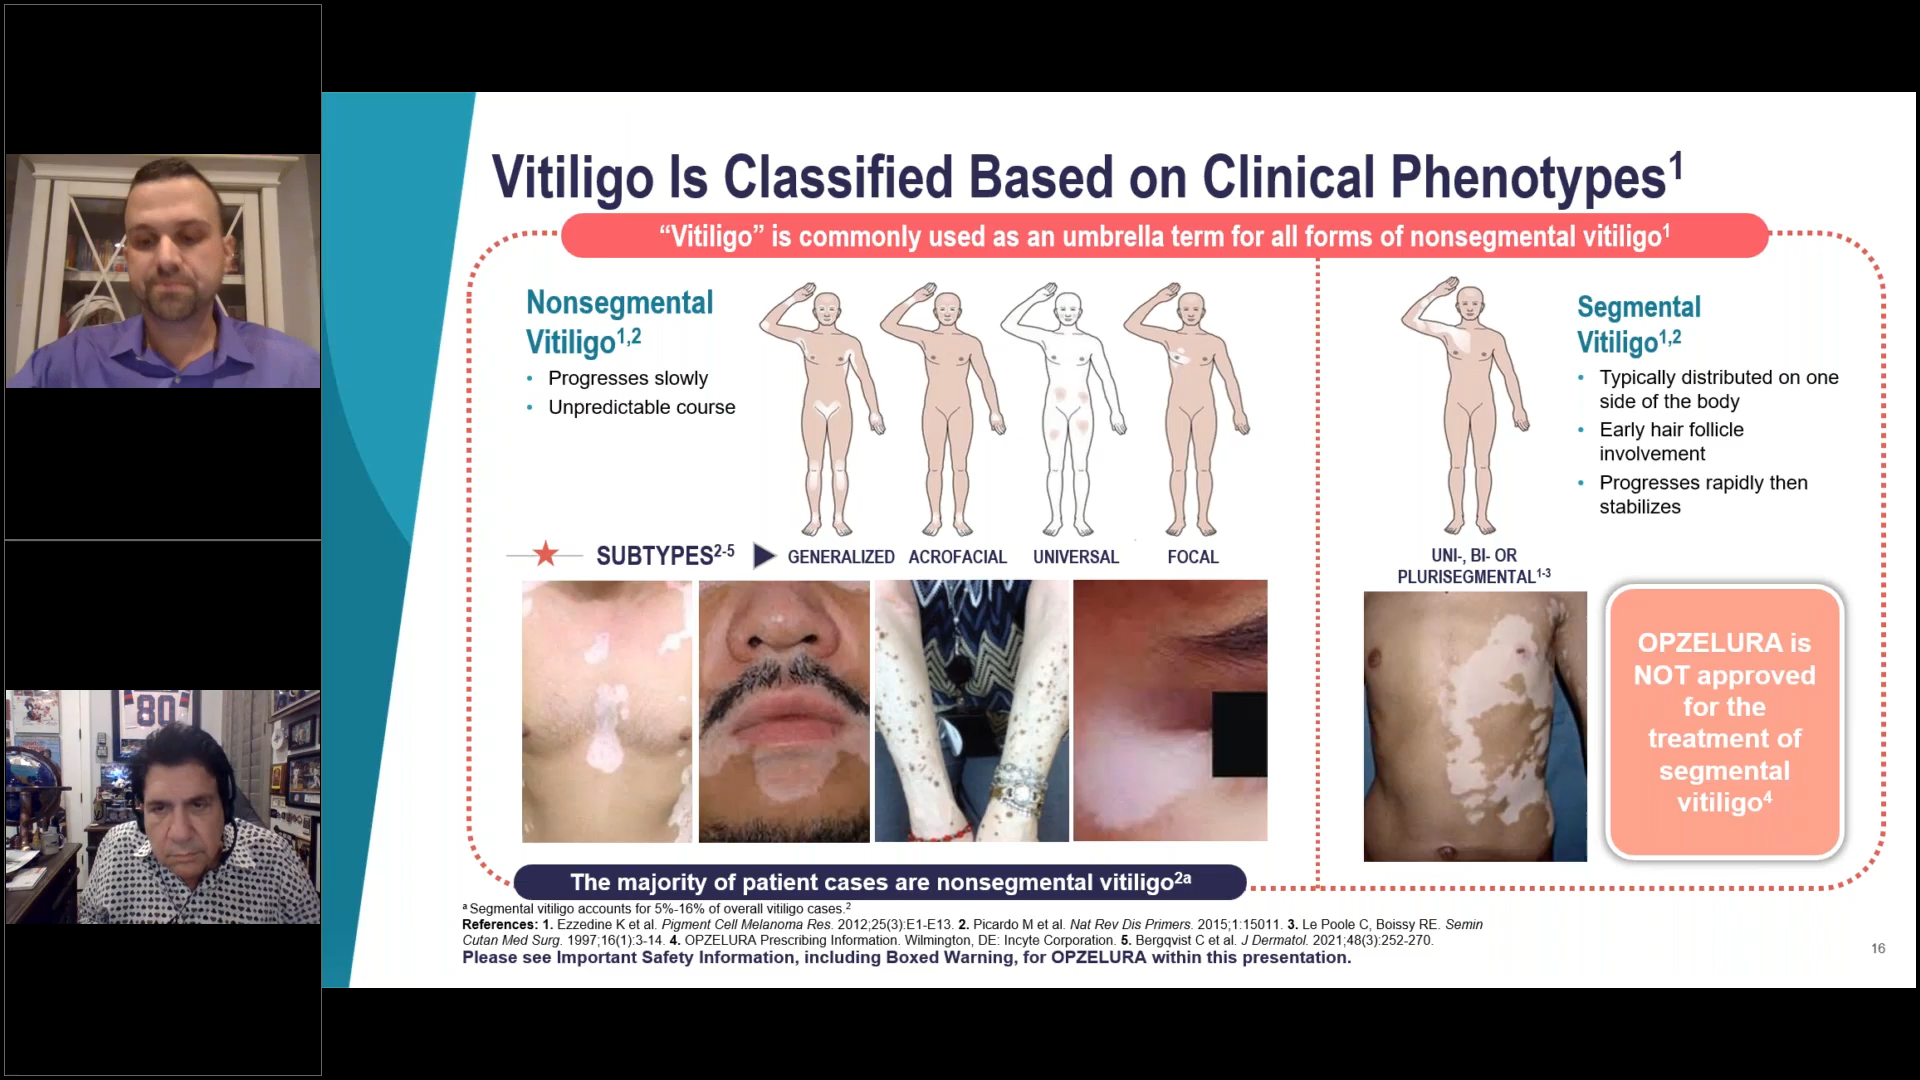 80
Vitiligo Is Classified Based on Clinical Phenotypes1
“Vitiligo” is commonly used as an umbrella term for all forms of nonsegmental vitiligo1
Nonsegmental
Vitiligo1,2
• Progresses slowly
• Unpredictable course
SUBTYPES2-5
GENERALIZED
ACROFACIAL
UNIVERSAL
FOCAL
Segmental
Vitiligo1,2
• Typically distributed on one
side of the body
• Early hair follicle
involvement
• Progresses rapidly then
stabilizes
UNI-, BI- OR
PLURISEGMENTAL1-3
OPZELURA is
NOT approved
for the
treatment of
segmental
vitiligo4
The majority of patient cases are nonsegmental vitiligo2a
a Segmental vitiligo accounts for 5%-16% of overall vitiligo cases.2
References: 1. Ezzedine K et al. Pigment Cell Melanoma Res. 2012;25(3):E1-E13. 2. Picardo M et al. Nat Rev Dis Primers. 2015;1:15011. 3. Le Poole C, Boissy RE. Semin
Cutan Med Surg. 1997;16(1):3-14. 4. OPZELURA Prescribing Information. Wilmington, DE: Incyte Corporation. 5. Bergqvist C et al. J Dermatol. 2021;48(3):252-270.
Please see Important Safety Information, including Boxed Warning, for OPZELURA within this presentation.
16